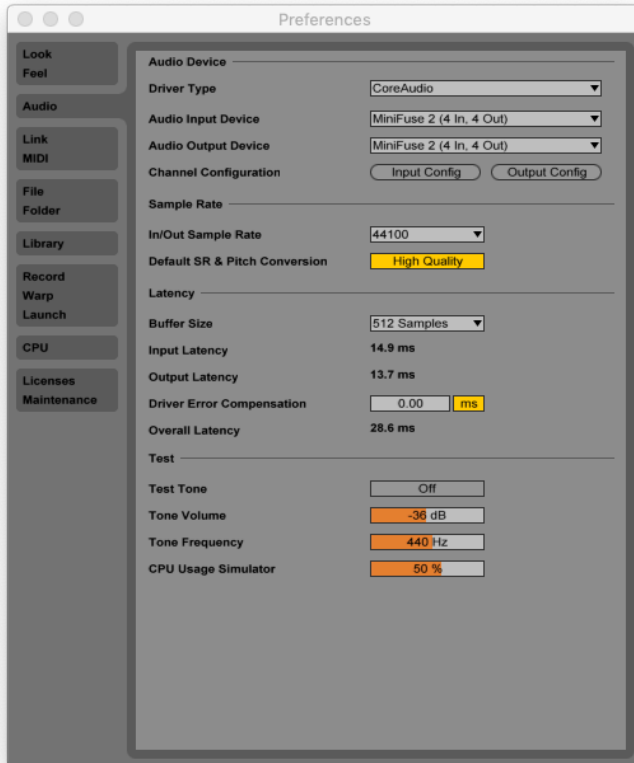 Preferences
Look
Feel
Audio
Link
MIDI
File
Folder
Library
Record
Warp
Launch
CPU
Licenses
Maintenance
Audio Device
Driver Type CoreAudio
Audio Input Device MiniFuse 2 (4 In, 4 Out)
Audio Output Device MiniFuse 2 (4 In, 4 Out)
Channel Configuration Input Config Output Config
Sample Rate
In/Out Sample Rate 44100
Default SR & Pitch Conversion High Quality
Latency
Buffer Size 512 Samples
Input Latency 14.9 ms
Output Latency 13.7 ms
Driver Error Compensation 0.00 ms
Overall Latency 28.6 ms
Test
Test Tone Off
Tone Volume -36 dB
Tone Frequency 440 Hz
CPU Usage Simulator 50 %